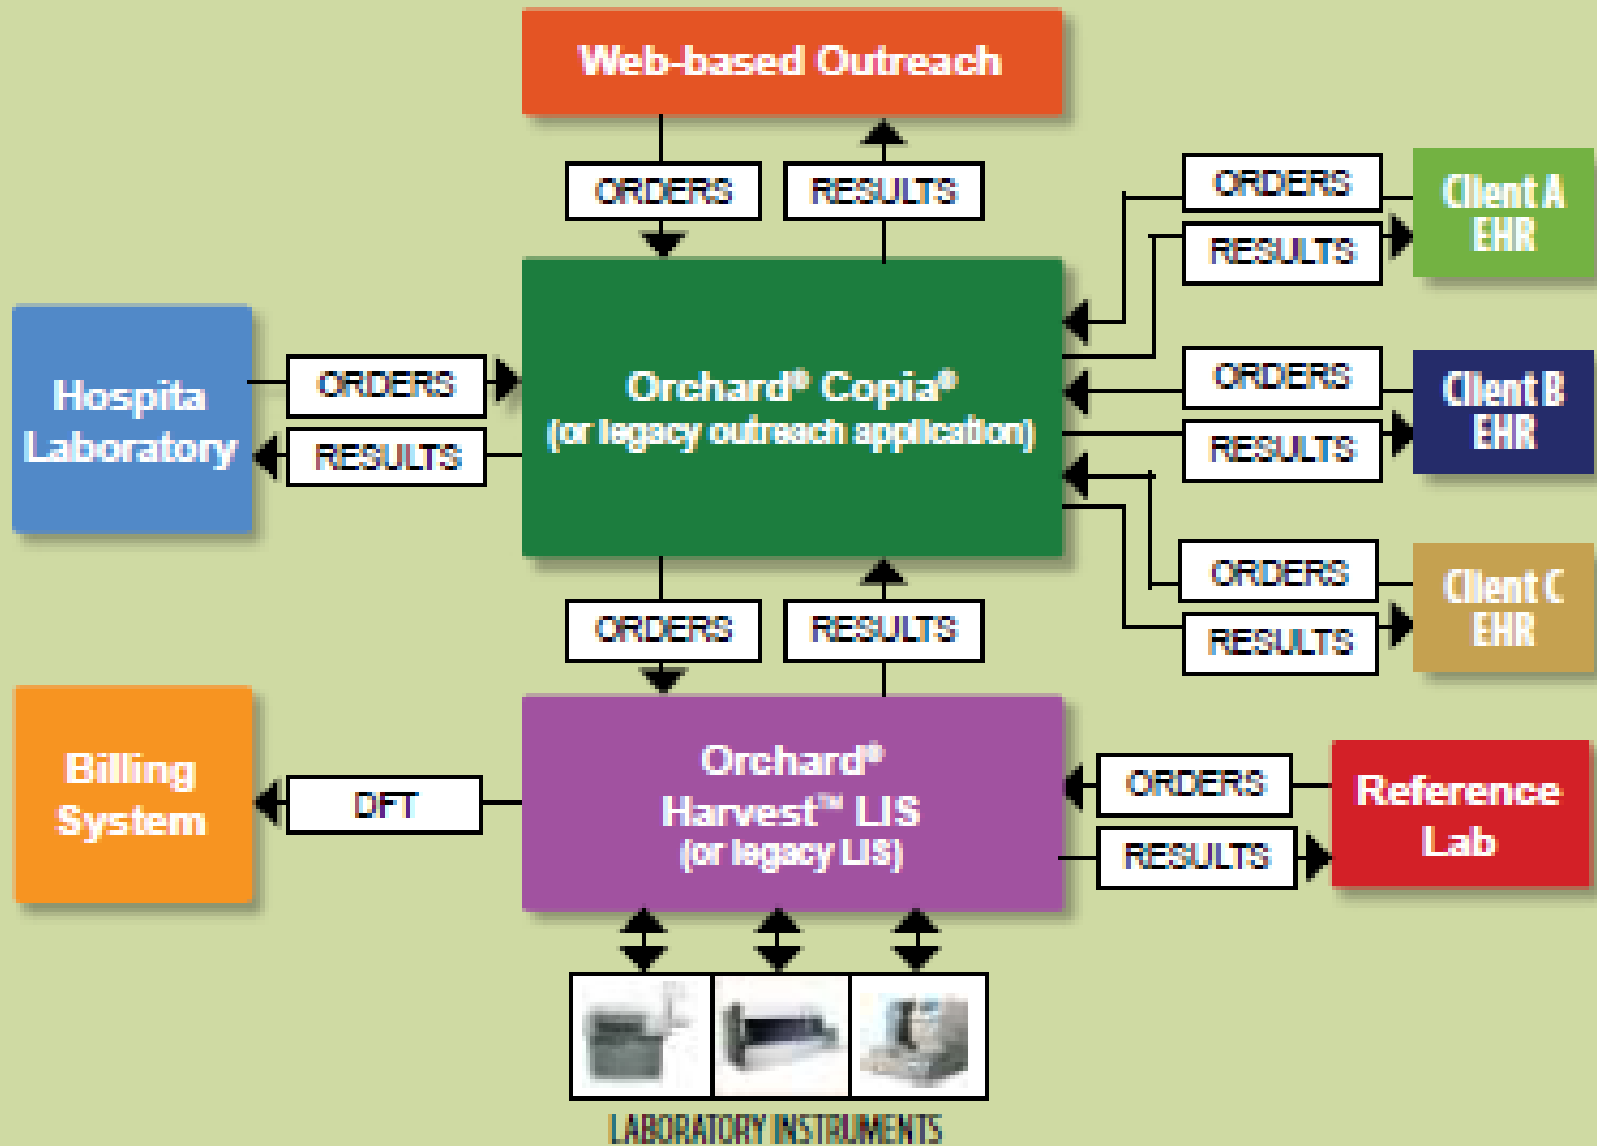 Web-based Outreach
ORDERS
RESULTS
ORDERS
RESULTS
Client A
EHR
Hospita
Laboratory
ORDERS
RESULTS
Orchard® Copia®
(or legacy outreach application)
ORDERS
RESULTS
Client B
EHR
ORDERS
RESULTS
Client C
EHR
ORDERS
RESULTS
Billing
System
DFT
Orchard®
Harvest™ LIS
(or legacy LIS)
ORDERS
RESULTS
Reference
Lab
LABORATORY INSTRUMENTS